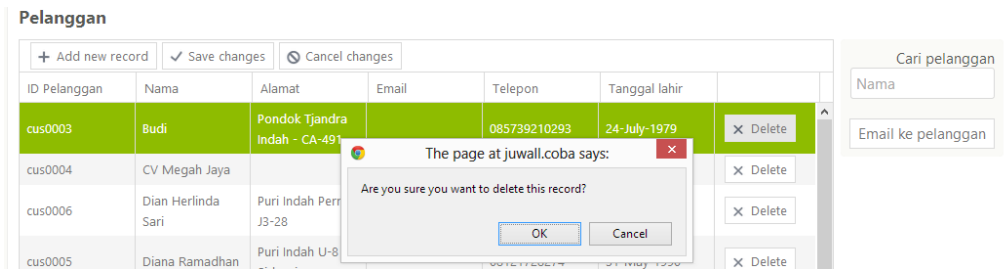 Pelanggan
Add new record Save changes Cancel changes
Cari pelanggan
ID Pelanggan Nama Alamat Email Telepon Tanggal lahir
Nama
cus0003 Budi Pondok Tjandra Indah - CA-491 085739210293 24-July-1979 Delete
Email ke pelanggan
The page at juwall.coba says:
cus0004 CV Megah Jaya Delete
Are you sure you want to delete this record?
cus0006 Dian Herlinda Sari Puri Indah J3-28 Delete
OK Cancel
cus0005 Diana Ramadhan Puri Indah U-8 Delete